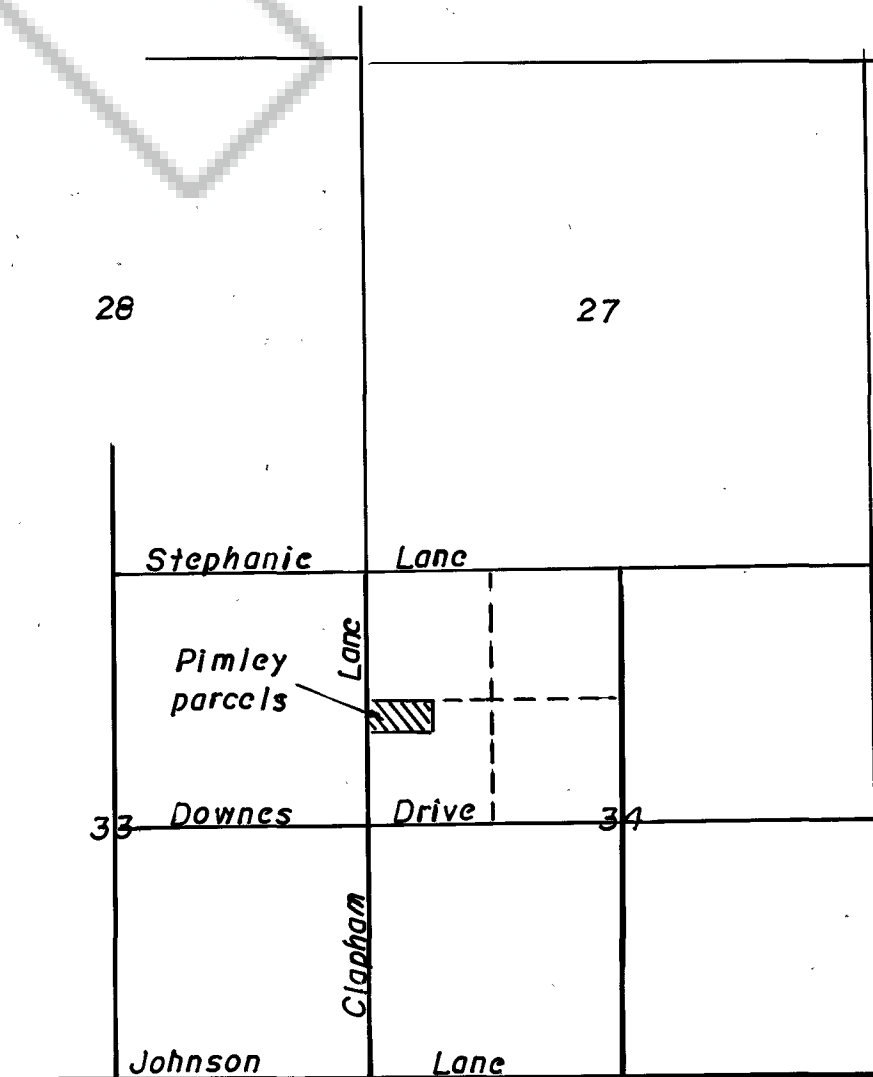 28
27
Stephanie Lane
Lane
Pimley
parcels
33
Downes Drive
34
Clapham
Johnson Lane